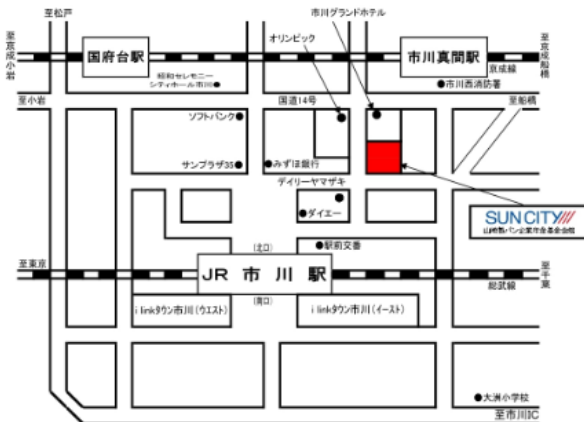 至松戸
市川グランドホテル
オリンピック
至京成小岩
国府台駅
市川真間駅
至京成船橋
京成線
昭和セレモニー
シティホール市川●
●市川西消防署
至小岩
国道14号
至船橋
ソフトバンク●
サンプラザ35●
●みずほ銀行
デイリーヤマザキ
●ダイエー
SUN CITY
山崎製パン企業年金基金会館
(北口)
●駅前交番
至東京
JR 市川駅
至千葉
総武線
(南口)
i linkタウン市川(ウエスト)
i linkタウン市川(イースト)
●大洲小学校
至市川IC